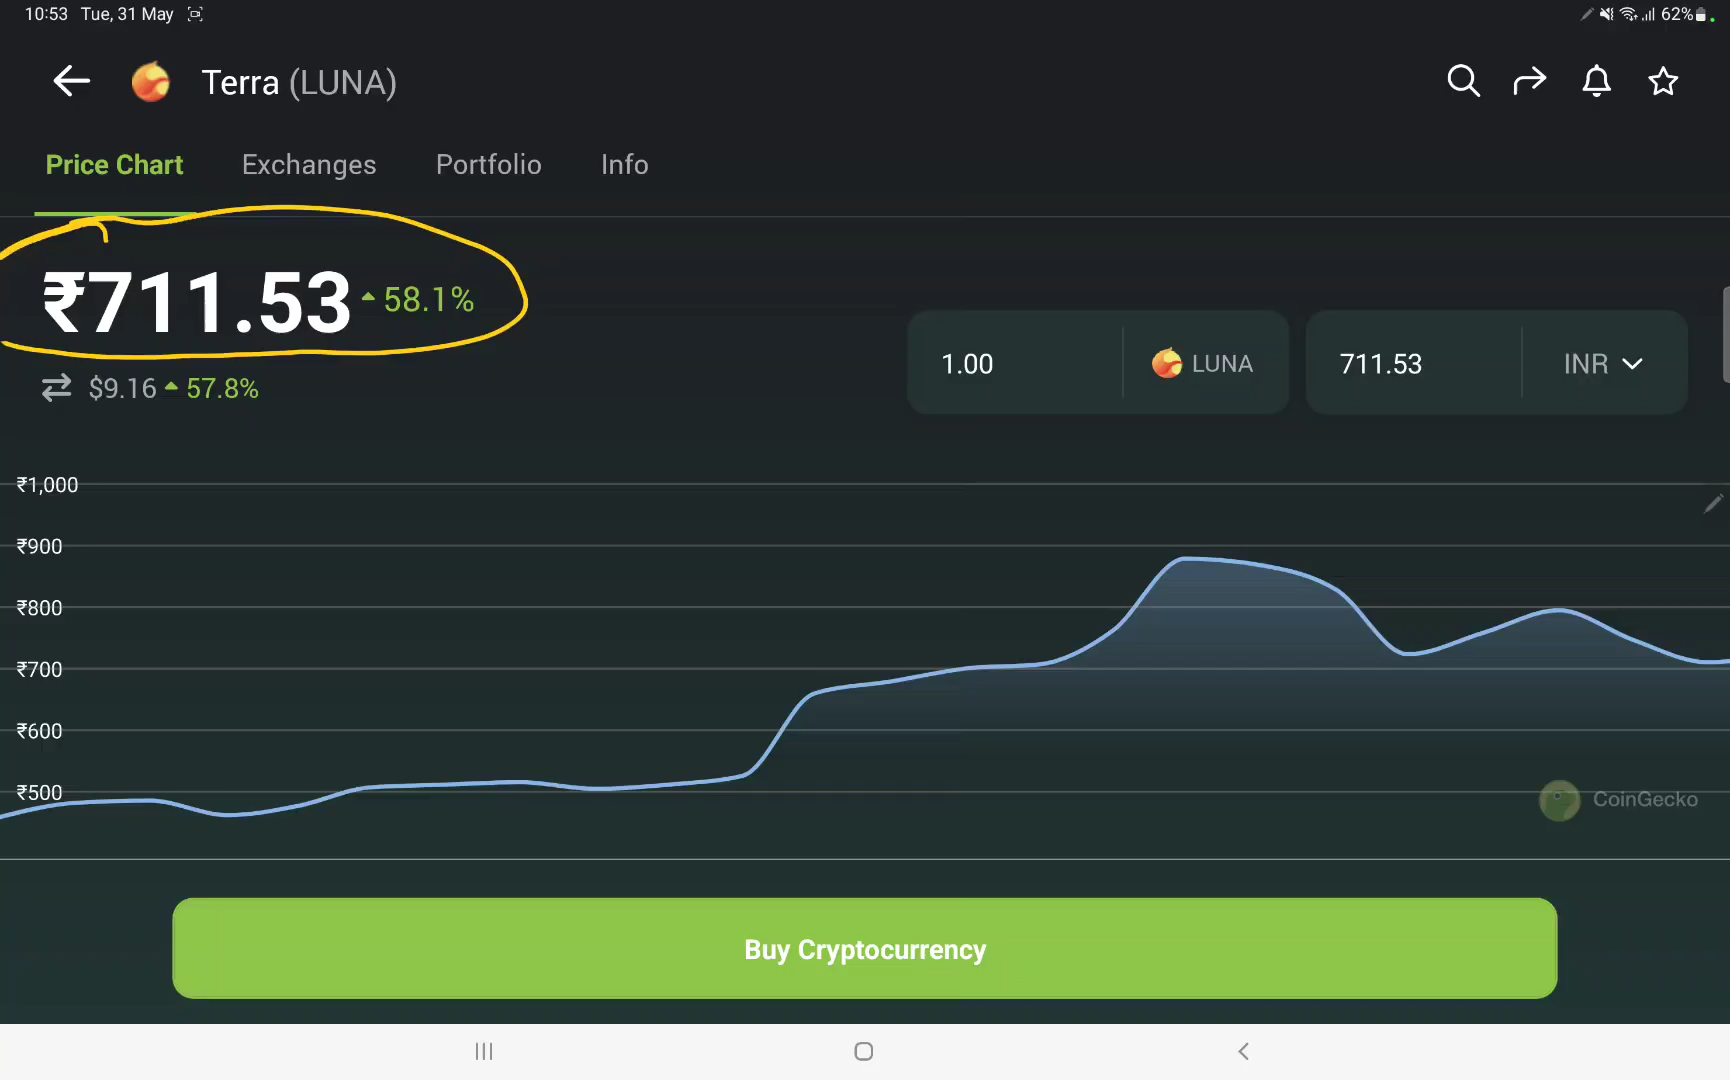 10:53 Tue, 31 May
62%
Terra (LUNA)
Price Chart Exchanges Portfolio Info
₹711.53 58.1%
$9.16 57.8%
1.00 LUNA 711.53 INR
₹1,000
₹900
₹800
₹700
₹600
₹500
CoinGecko
Buy Cryptocurrency